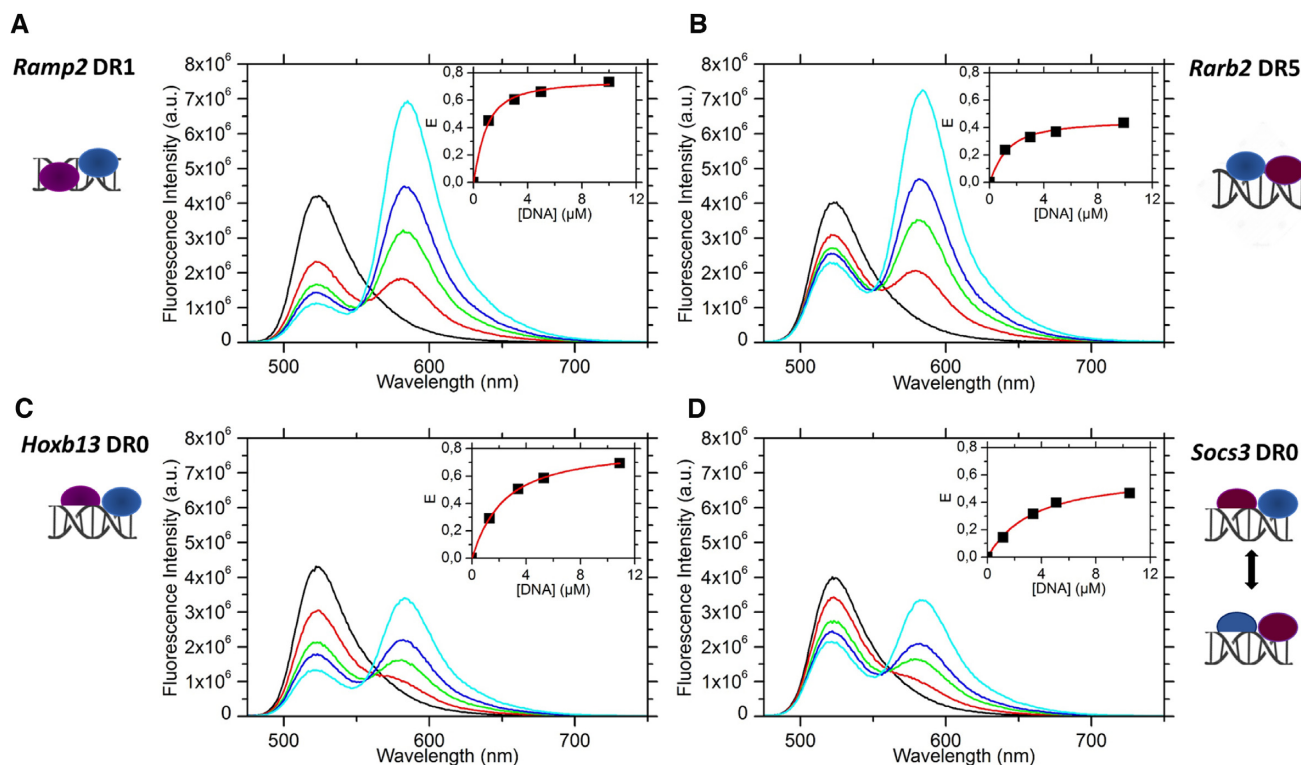 A
Ramp2 DR1
Fluorescence Intensity (a.u.)
8x10⁶
7x10⁶
6x10⁶
5x10⁶
4x10⁶
3x10⁶
2x10⁶
1x10⁶
0
500 600 700
Wavelength (nm)
E
0,8
0,6
0,4
0,2
0,0
0 4 8 12
[DNA] (µM)
B
Rarb2 DR5
Fluorescence Intensity (a.u.)
8x10⁶
7x10⁶
6x10⁶
5x10⁶
4x10⁶
3x10⁶
2x10⁶
1x10⁶
0
500 600 700
Wavelength (nm)
E
0,8
0,6
0,4
0,2
0,0
0 4 8 12
[DNA] (µM)
C
Hoxb13 DR0
Fluorescence Intensity (a.u.)
8x10⁶
7x10⁶
6x10⁶
5x10⁶
4x10⁶
3x10⁶
2x10⁶
1x10⁶
0
500 600 700
Wavelength (nm)
E
0,8
0,6
0,4
0,2
0,0
0 4 8 12
[DNA] (µM)
D
Socs3 DR0
Fluorescence Intensity (a.u.)
8x10⁶
7x10⁶
6x10⁶
5x10⁶
4x10⁶
3x10⁶
2x10⁶
1x10⁶
0
500 600 700
Wavelength (nm)
E
0,8
0,6
0,4
0,2
0,0
0 4 8 12
[DNA] (µM)